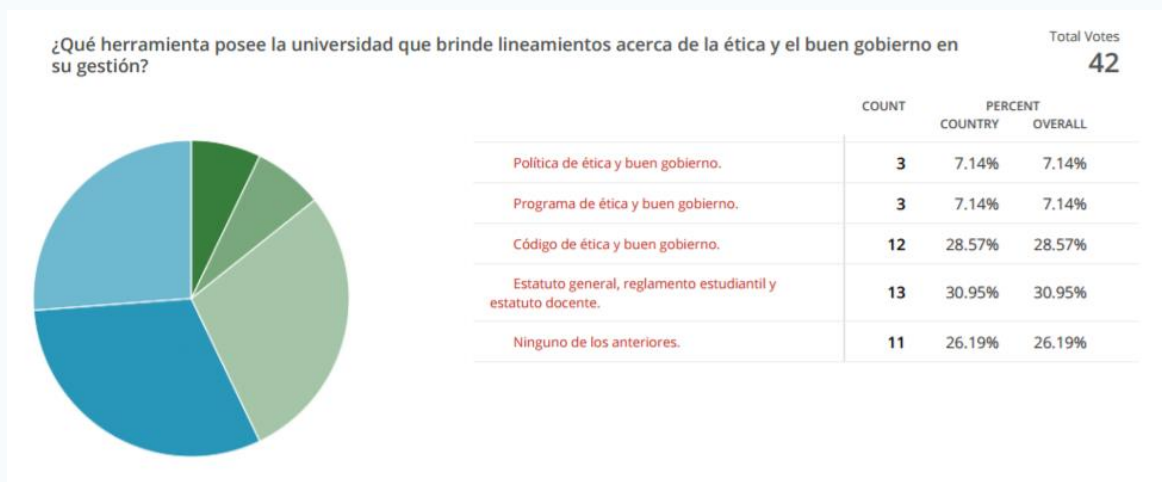 ¿Qué herramienta posee la universidad que brinde lineamientos acerca de la ética y el buen gobierno en
su gestión?
Total Votes
42
COUNT PERCENT
COUNTRY OVERALL
Política de ética y buen gobierno. 3 7.14% 7.14%
Programa de ética y buen gobierno. 3 7.14% 7.14%
Código de ética y buen gobierno. 12 28.57% 28.57%
Estatuto general, reglamento estudiantil y
estatuto docente. 13 30.95% 30.95%
Ninguno de los anteriores. 11 26.19% 26.19%